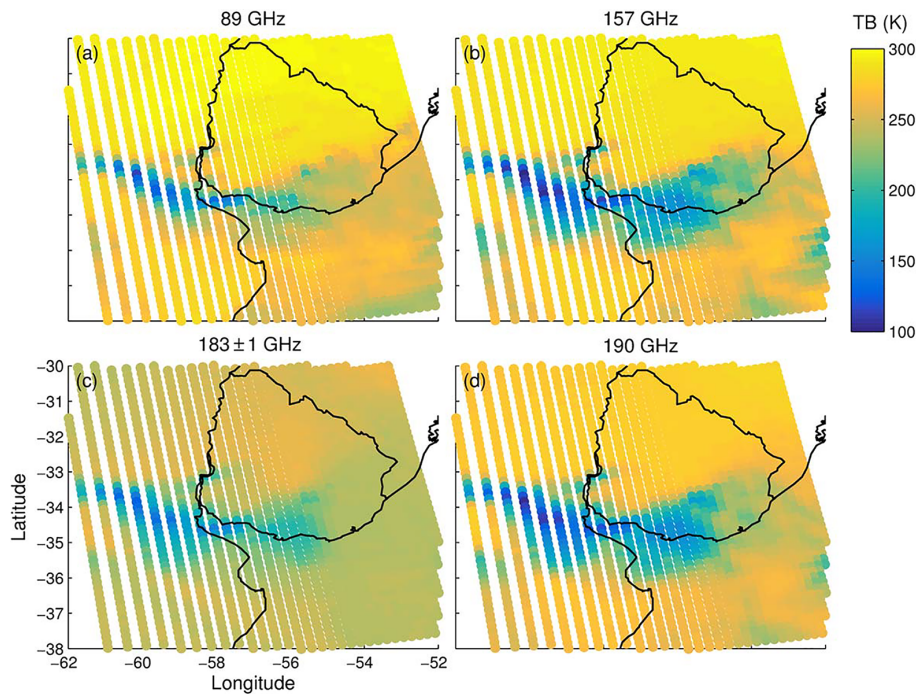 89 GHz
157 GHz
TB (K)
(a)
(b)
300
250
200
150
100
183±1 GHz
190 GHz
(c)
(d)
−30
−31
−32
−33
−34
−35
−36
−37
−38
Latitude
−62
−60
−58
−56
−54
−52
Longitude